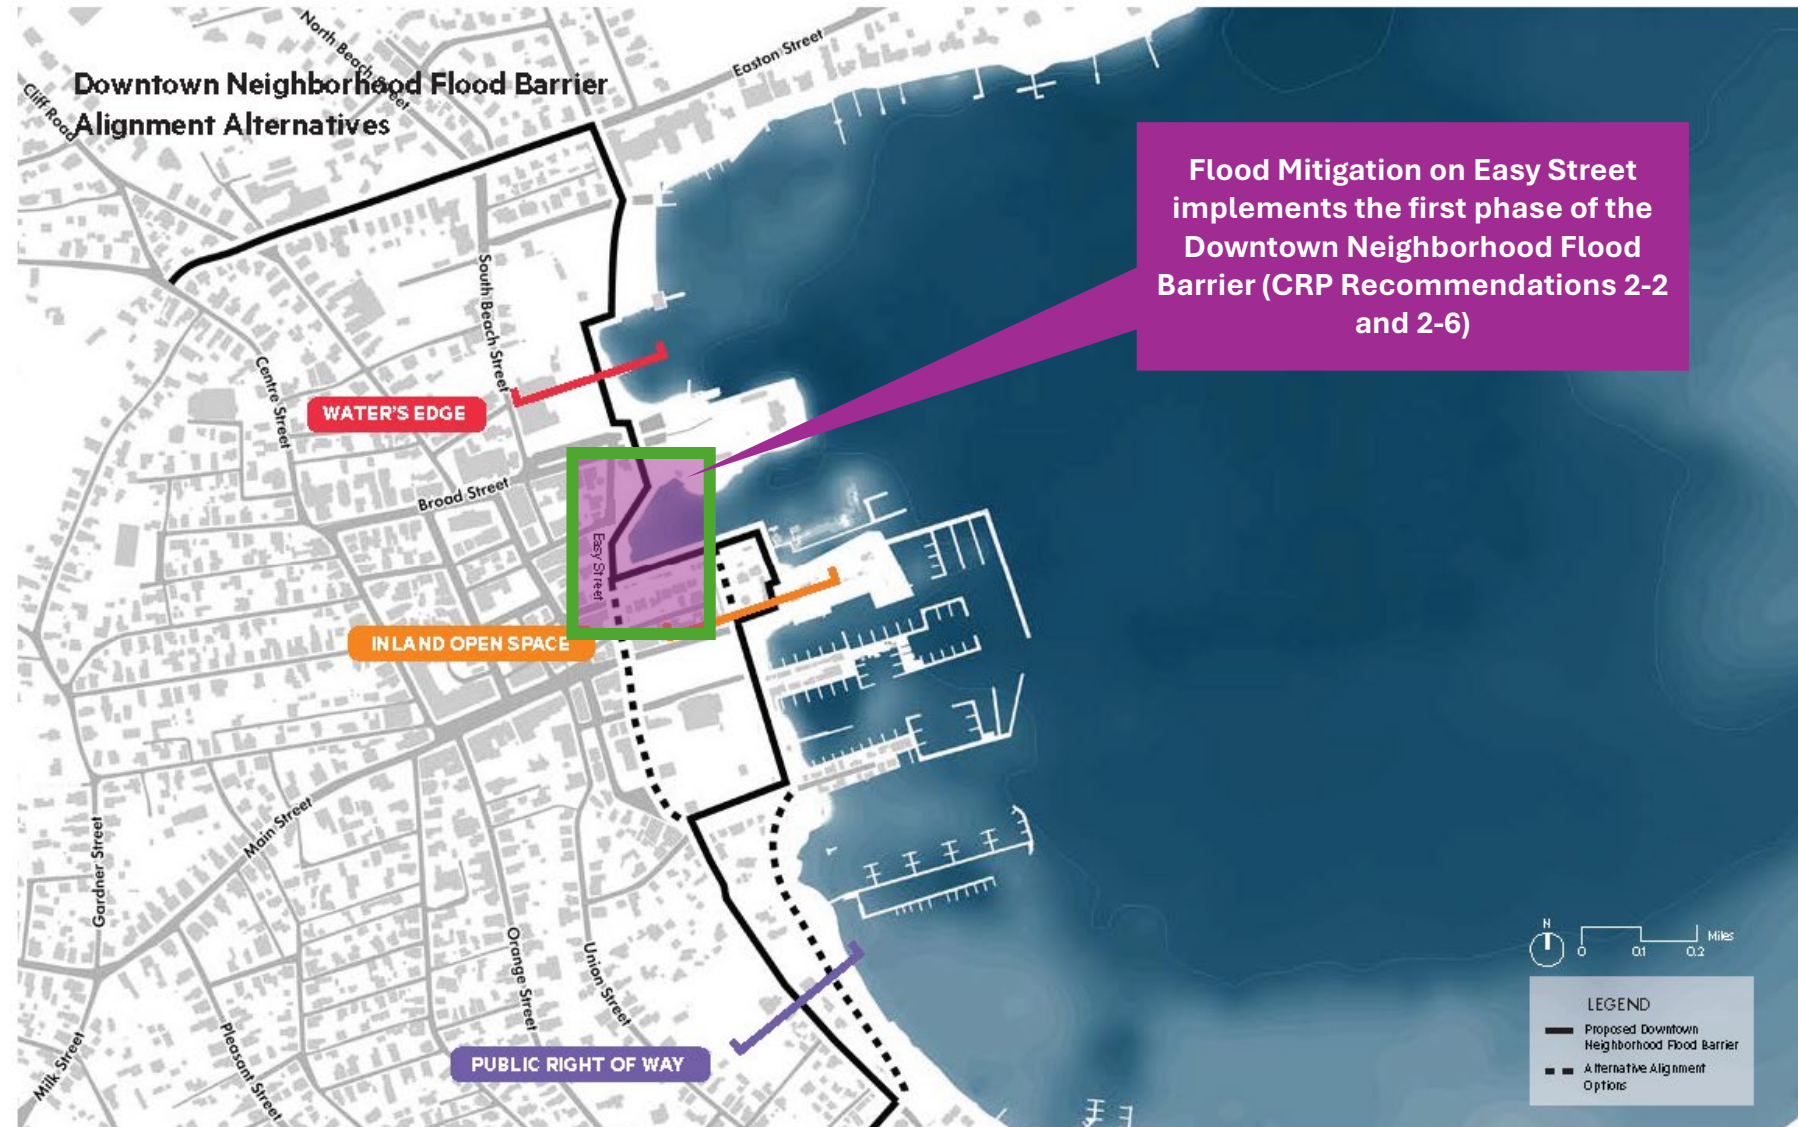 Downtown Neighborhood Flood Barrier
Alignment Alternatives
North Beach Street
Cliff Road
Easton Street
Flood Mitigation on Easy Street
implements the first phase of the
Downtown Neighborhood Flood
Barrier (CRP Recommendations 2-2
and 2-6)
South Beach Street
Centre Street
WATER'S EDGE
Broad Street
Easy Street
INLAND OPEN SPACE
Main Street
Gardner Street
Orange Street
Union Street
Pleasant Street
Milk Street
PUBLIC RIGHT OF WAY
N
0 0.1 0.2 Miles
LEGEND
Proposed Downtown
Neighborhood Flood Barrier
Alternative Alignment
Options